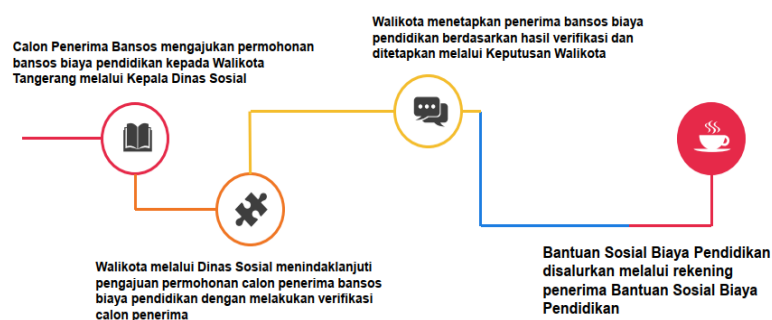 Calon Penerima Bansos mengajukan permohonan
bansos biaya pendidikan kepada Walikota
Tangerang melalui Kepala Dinas Sosial
Walikota melalui Dinas Sosial menindaklanjuti
pengajuan permohonan calon penerima bansos
biaya pendidikan dengan melakukan verifikasi
calon penerima
Walikota menetapkan penerima bansos biaya
pendidikan berdasarkan hasil verifikasi dan
ditetapkan melalui Keputusan Walikota
Bantuan Sosial Biaya Pendidikan
disalurkan melalui rekening
penerima Bantuan Sosial Biaya
Pendidikan